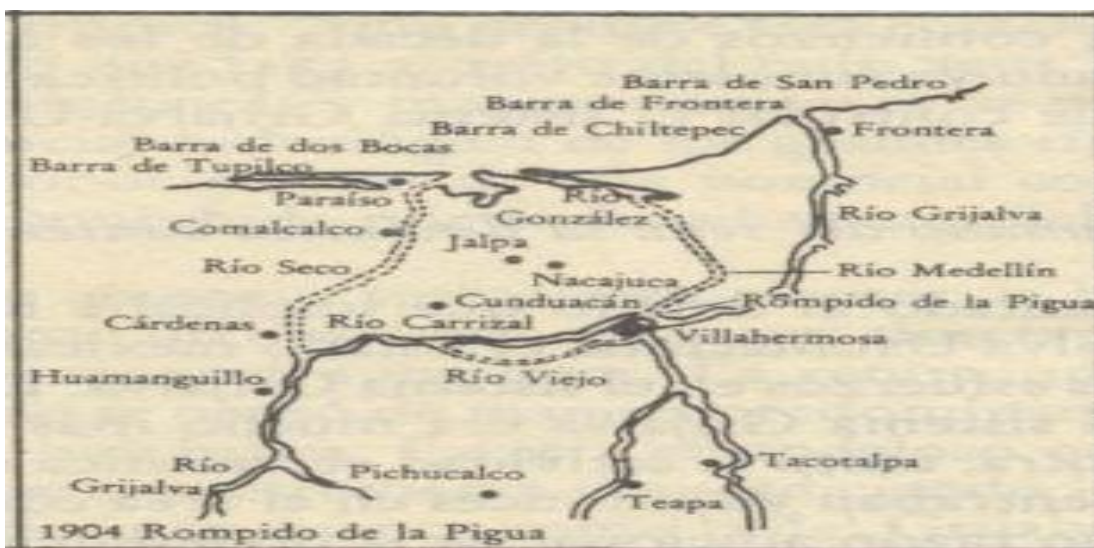 Barra de San Pedro
Barra de Frontera
Barra de Chiltepec
Frontera
Barra de dos Bocas
Barra de Tupilco
Paraíso
Río
González
Río Grijalva
Comalcalco
Jalpa
Río Seco
Nacajuca
Río Medellín
Cunduacán
Rompido de la Pigua
Cárdenas
Río Carrizal
Villahermosa
Huamanguillo
Río Viejo
Río
Grijalva
Pichucalco
Tacotalpa
Teapa
1904 Rompido de la Pigua